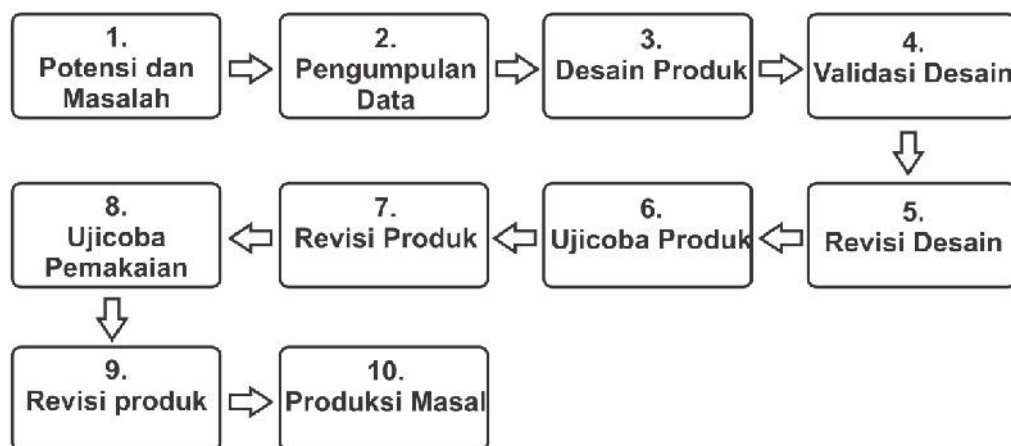 1.
Potensi dan
Masalah
2.
Pengumpulan
Data
3.
Desain Produk
4.
Validasi Desain
5.
Revisi Desain
6.
Ujicoba Produk
7.
Revisi Produk
8.
Ujicoba
Pemakaian
9.
Revisi produk
10.
Produksi Masal